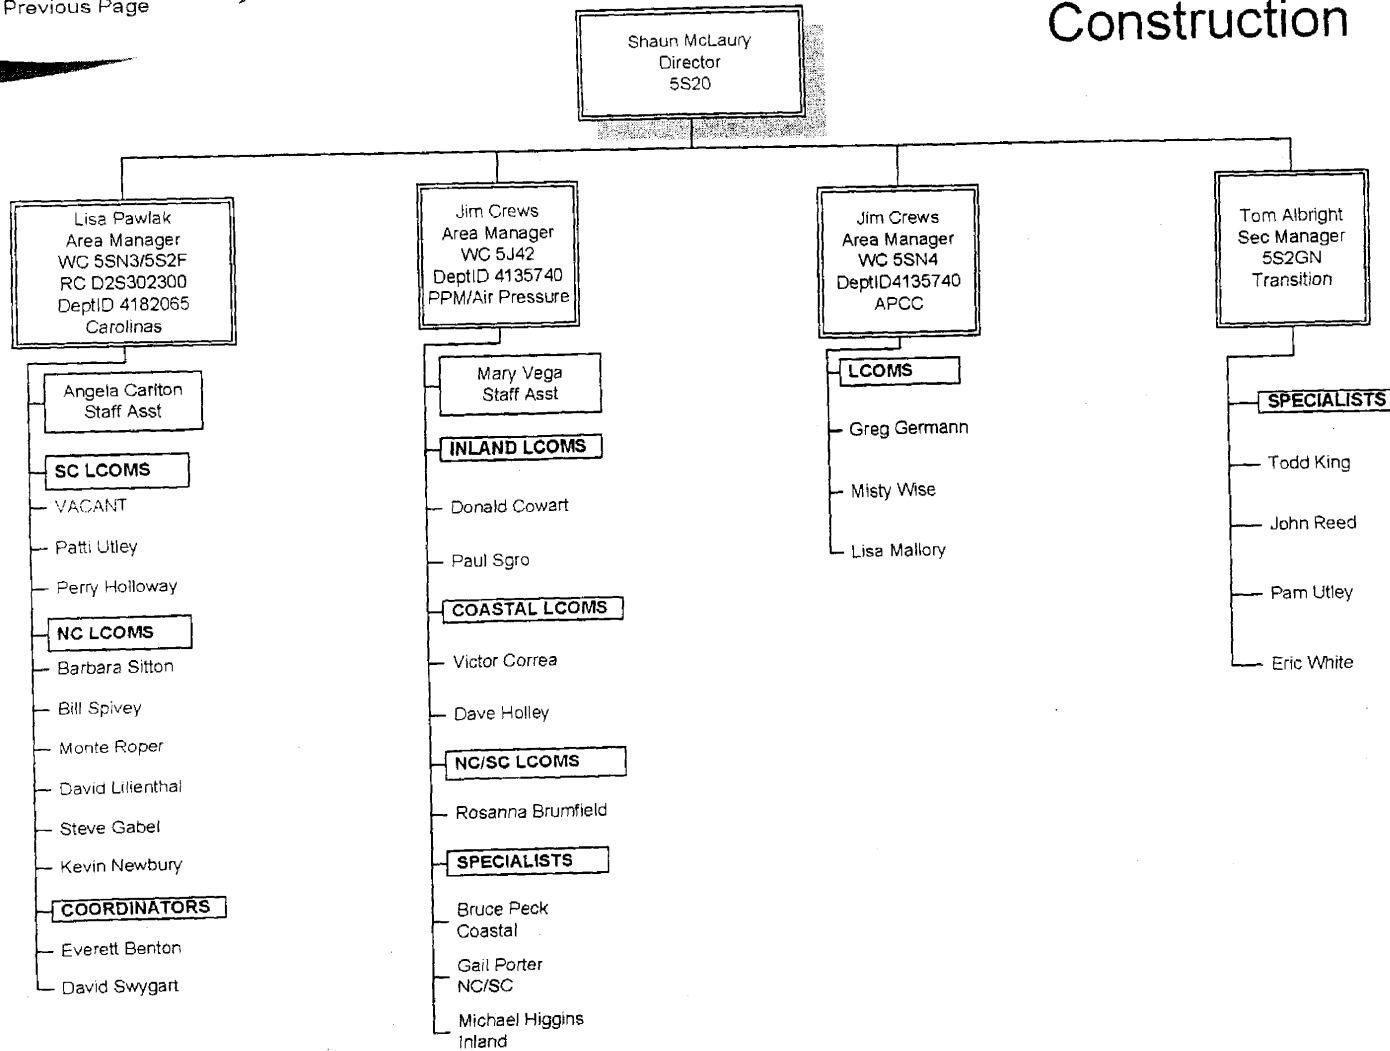 Previous Page
Construction
Shaun McLaury
Director
5S20
Lisa Pawlak
Area Manager
WC 5SN3/5S2F
RC D2S302300
DeptID 4182065
Carolinas
Angela Carlton
Staff Asst
SC LCOMS
VACANT
Patti Utley
Perry Holloway
NC LCOMS
Barbara Sitton
Bill Spivey
Monte Roper
David Lilienthal
Steve Gabel
Kevin Newbury
COORDINATORS
Everett Benton
David Swygart
Jim Crews
Area Manager
WC 5J42
DeptID 4135740
PPM/Air Pressure
Mary Vega
Staff Asst
INLAND LCOMS
Donald Cowart
Paul Sgro
COASTAL LCOMS
Victor Correa
Dave Holley
NC/SC LCOMS
Rosanna Brumfield
SPECIALISTS
Bruce Peck
Coastal
Gail Porter
NC/SC
Michael Higgins
Inland
Jim Crews
Area Manager
WC 5SN4
DeptID4135740
APCC
LCOMS
Greg Germann
Misty Wise
Lisa Mallory
Tom Albright
Sec Manager
5S2GN
Transition
SPECIALISTS
Todd King
John Reed
Pam Utley
Eric White